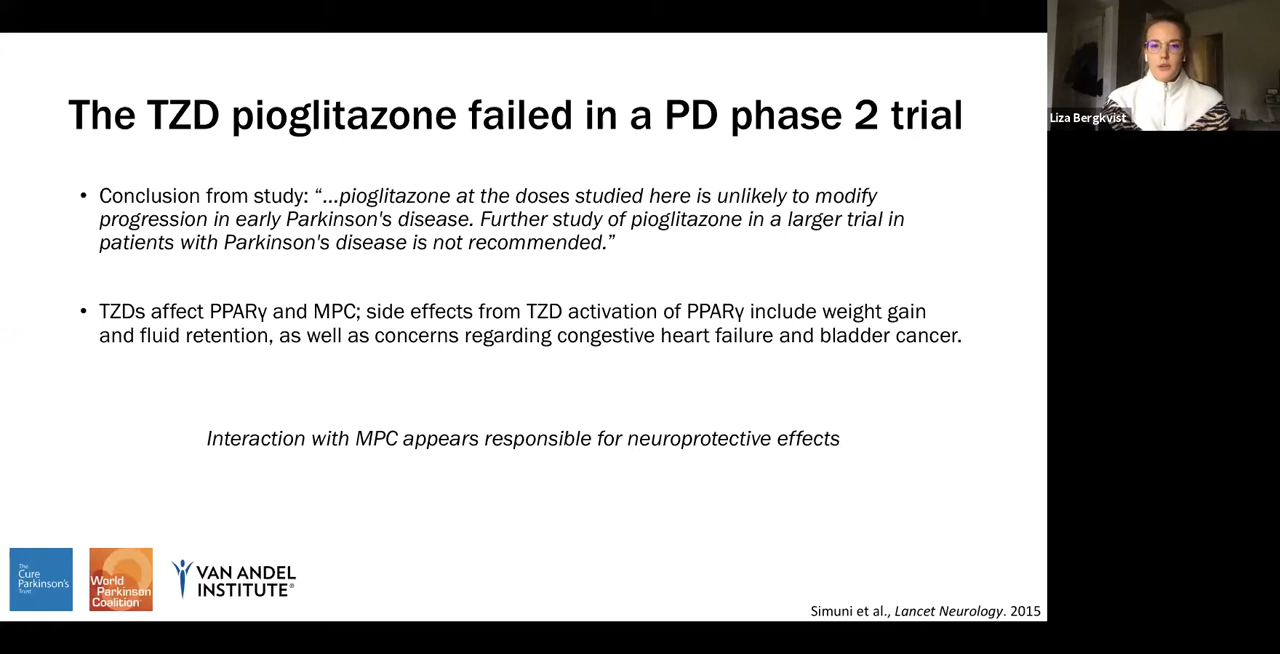 The TZD pioglitazone failed in a PD phase 2 trial
Liza Bergkvist
• Conclusion from study: “…pioglitazone at the doses studied here is unlikely to modify
progression in early Parkinson's disease. Further study of pioglitazone in a larger trial in
patients with Parkinson's disease is not recommended.”
• TZDs affect PPARγ and MPC; side effects from TZD activation of PPARγ include weight gain
and fluid retention, as well as concerns regarding congestive heart failure and bladder cancer.
Interaction with MPC appears responsible for neuroprotective effects
The
Cure
Parkinson's
Trust
World
Parkinson
Coalition
VAN ANDEL
INSTITUTE®
Simuni et al., Lancet Neurology. 2015